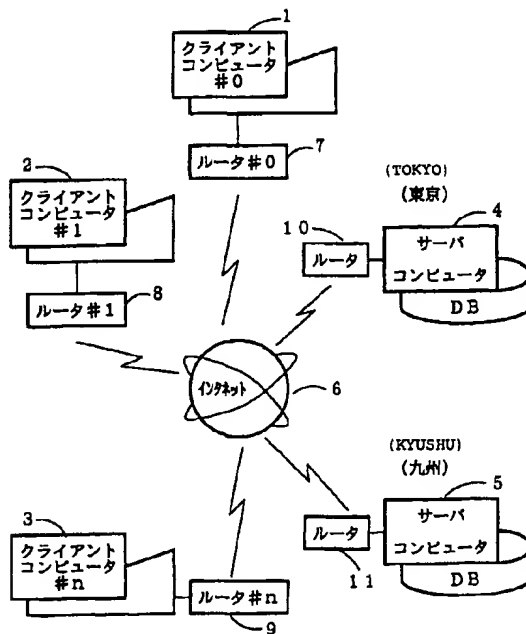 1
クライアント
コンピュータ
#0
ルータ#0
7
2
クライアント
コンピュータ
#1
ルータ#1
8
(TOKYO)
(東京)
10
4
ルータ
サーバ
コンピュータ
DB
インタネット
6
(KYUSHU)
(九州)
5
ルータ
11
サーバ
コンピュータ
DB
3
クライアント
コンピュータ
#n
ルータ#n
9